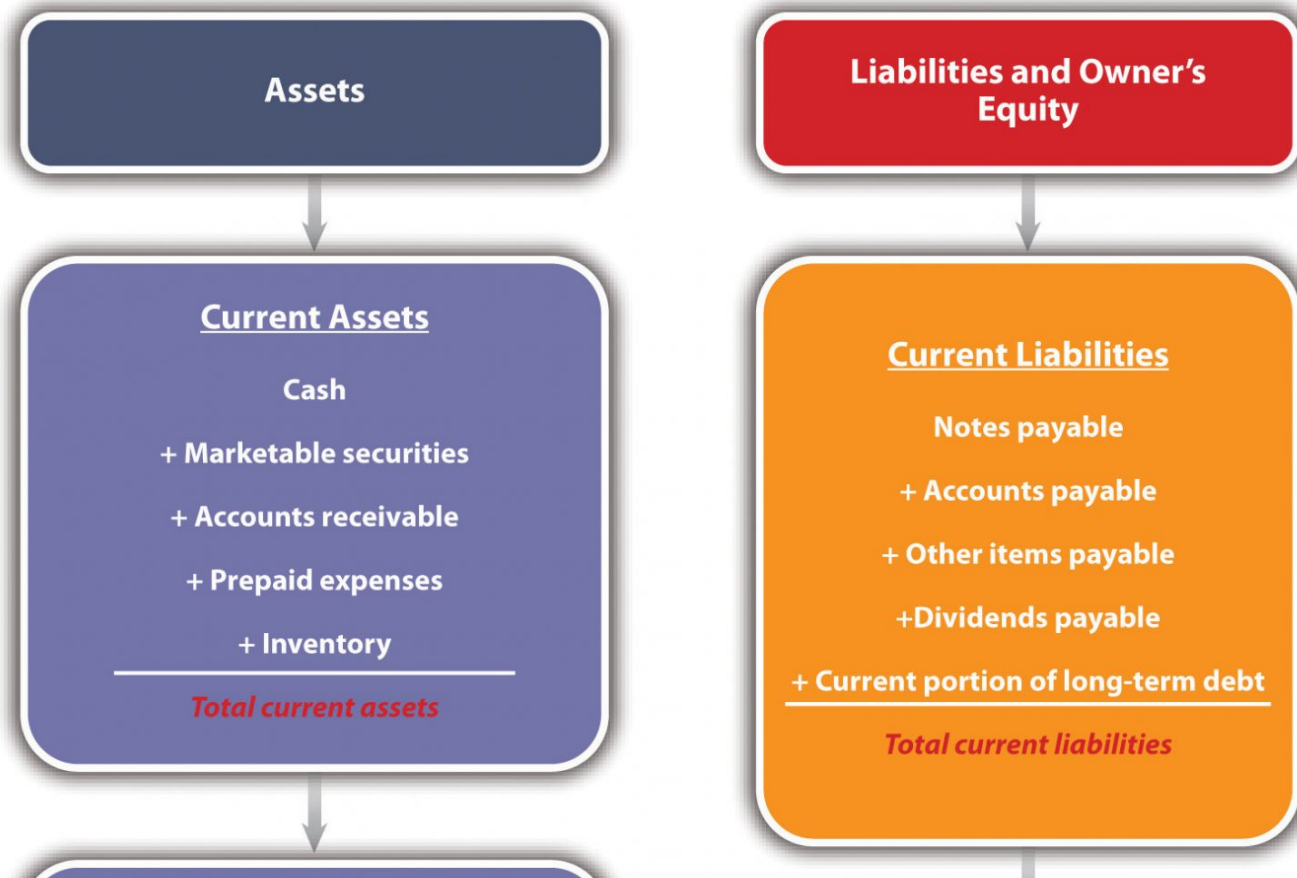 Assets
Current Assets
Cash
+ Marketable securities
+ Accounts receivable
+ Prepaid expenses
+ Inventory
Total current assets
Liabilities and Owner’s
Equity
Current Liabilities
Notes payable
+ Accounts payable
+ Other items payable
+Dividends payable
+ Current portion of long-term debt
Total current liabilities